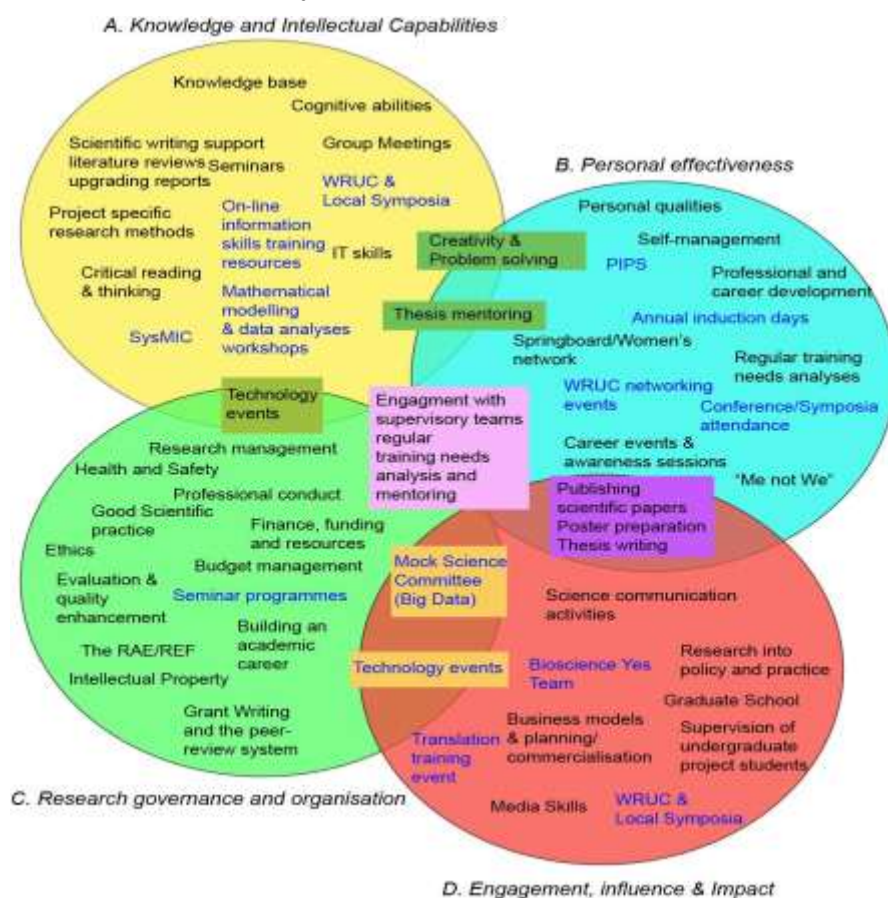 A. Knowledge and Intellectual Capabilities
Knowledge base
Cognitive abilities
Scientific writing support
literature reviews
upgrading reports
Seminars
Group Meetings
WRUC &
Local Symposia
Project specific
research methods
On-line
information
skills training
resources
IT skills
Critical reading
& thinking
Mathematical
modelling
& data analyses
workshops
SysMIC
Creativity &
Problem solving
Thesis mentoring
B. Personal effectiveness
Personal qualities
Self-management
PIPS
Professional and
career development
Annual induction days
Springboard/Women's
network
Regular training
needs analyses
WRUC networking
events
Conference/Symposia
attendance
Career events &
awareness sessions
"Me not We"
Technology
events
Engagment with
supervisory teams
regular
training needs
analysis and
mentoring
Publishing
scientific papers
Poster preparation
Thesis writing
Research management
Health and Safety
Professional conduct
Good Scientific
practice
Finance, funding
and resources
Ethics
Budget management
Evaluation &
quality
enhancement
Seminar programmes
Building an
academic
career
The RAE/REF
Intellectual Property
Grant Writing
and the peer-
review system
C. Research governance and organisation
Mock Science
Committee
(Big Data)
Technology events
Science communication
activities
Bioscience Yes
Team
Research into
policy and practice
Graduate School
Business models
& planning/
commercialisation
Supervision of
undergraduate
project students
Translation
training
event
Media Skills
WRUC &
Local Symposia
D. Engagement, influence & Impact